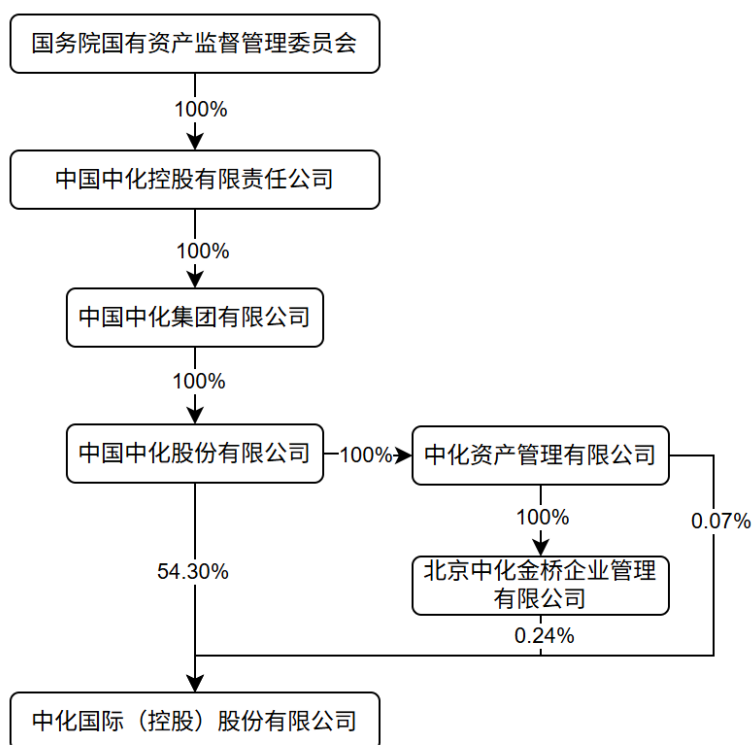 国务院国有资产监督管理委员会
100%
中国中化控股有限责任公司
100%
中国中化集团有限公司
100%
中国中化股份有限公司
100%
中化资产管理有限公司
100%
0.07%
54.30%
北京中化金桥企业管理
有限公司
0.24%
中化国际（控股）股份有限公司